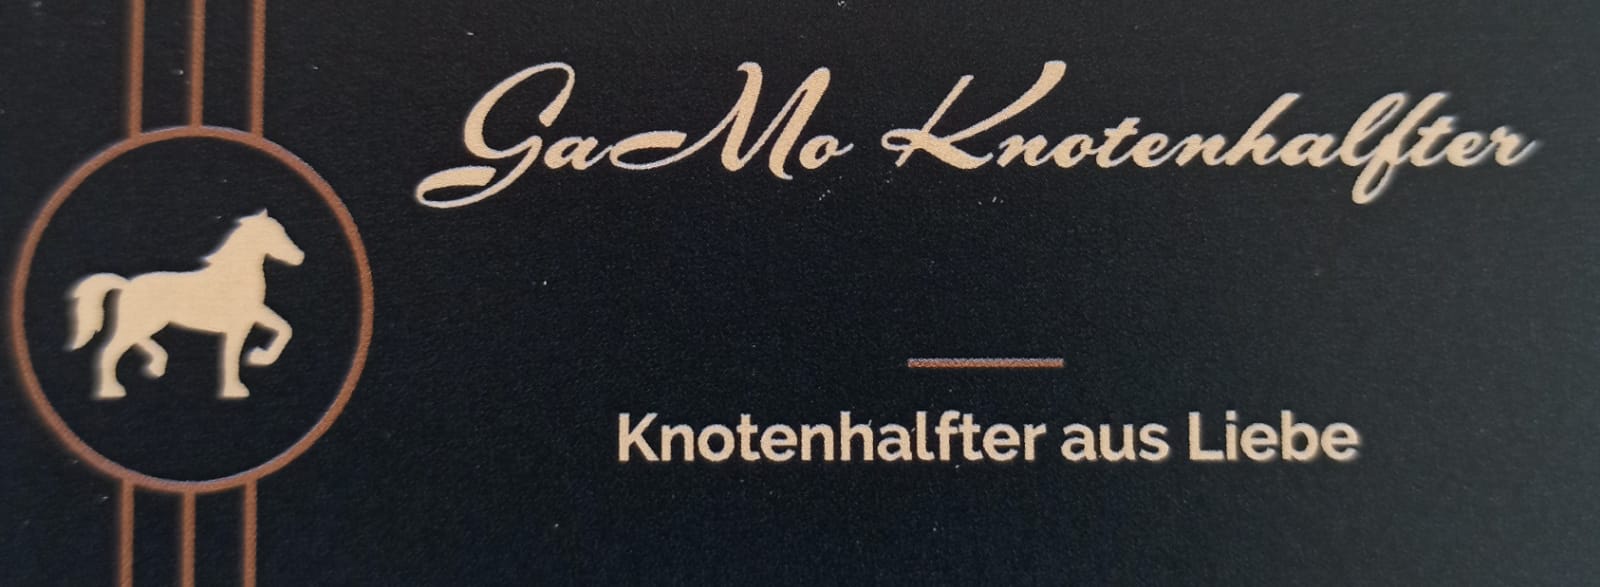 GaMo Knotenhalfter
Knotenhalfter aus Liebe